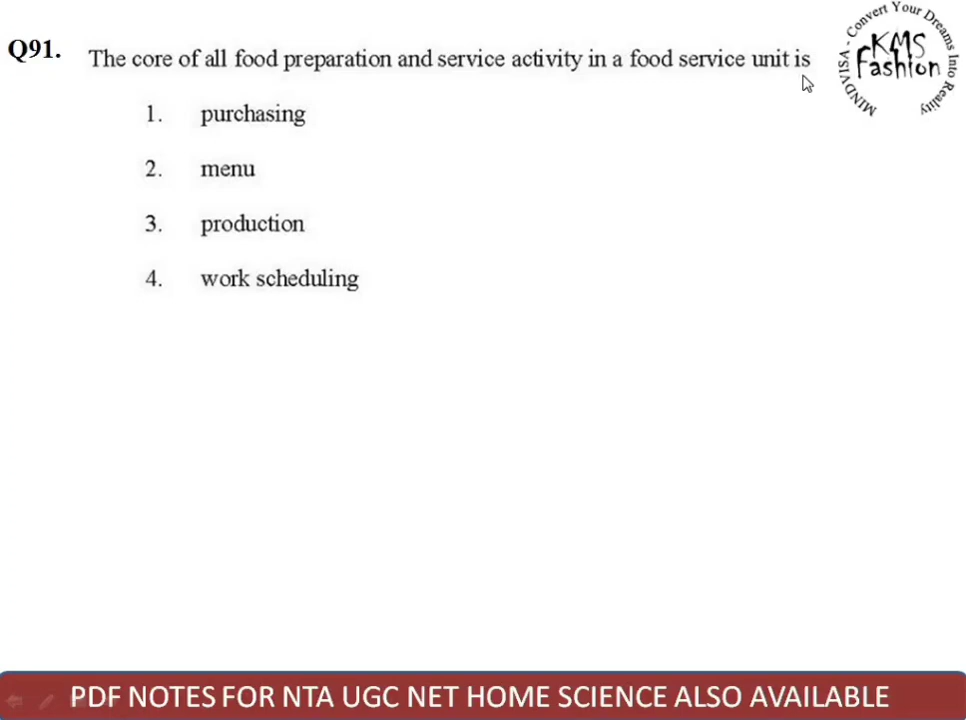 Q91. The core of all food preparation and service activity in a food service unit is
1. purchasing
2. menu
3. production
4. work scheduling
MINDVISA - Convert Your Dreams Into Reality
KMS
Fashion
PDF NOTES FOR NTA UGC NET HOME SCIENCE ALSO AVAILABLE